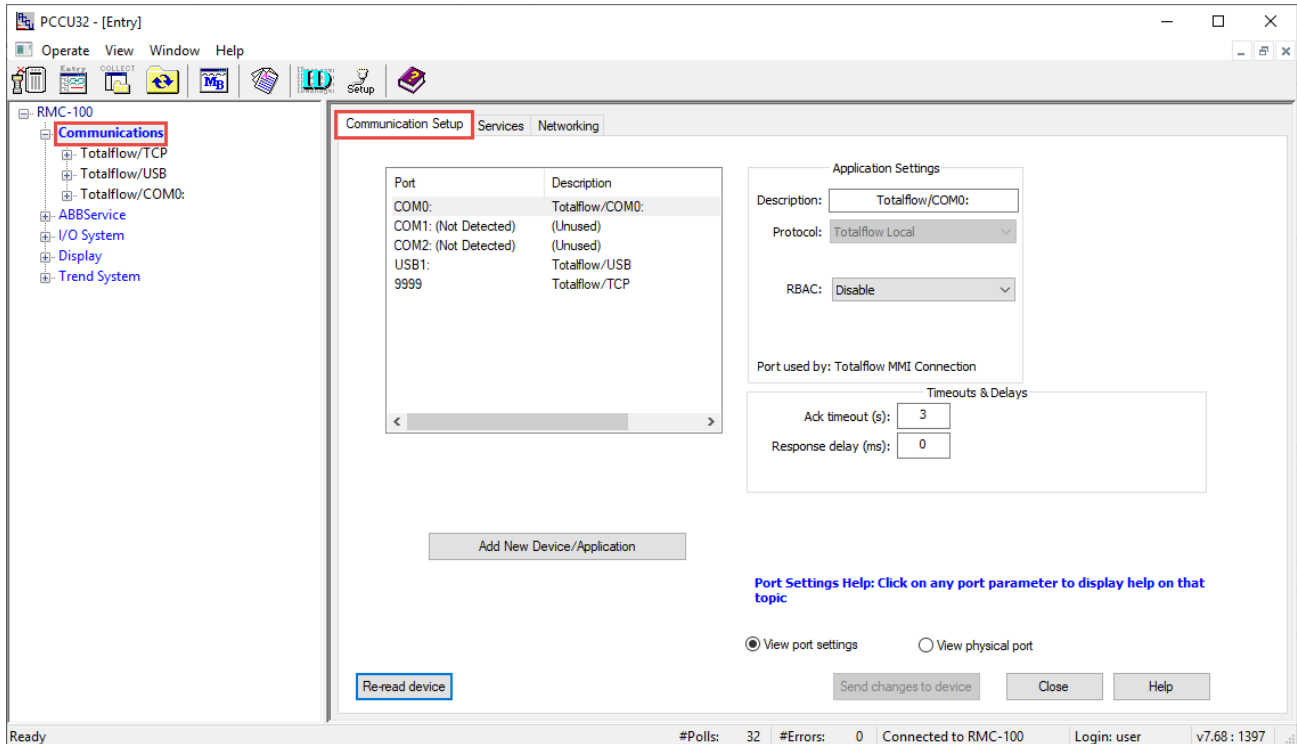 PCCU32 - [Entry]
Operate View Window Help
Entry COLLECT
MB ID Setup
RMC-100
Communications
Totalflow/TCP
Totalflow/USB
Totalflow/COM0:
ABBService
I/O System
Display
Trend System
Communication Setup Services Networking
Port Description
COM0: Totalflow/COM0:
COM1: (Not Detected) (Unused)
COM2: (Not Detected) (Unused)
USB1: Totalflow/USB
9999 Totalflow/TCP
Add New Device/Application
Re-read device
Application Settings
Description: Totalflow/COM0:
Protocol: Totalflow Local
RBAC: Disable
Port used by: Totalflow MMI Connection
Timeouts & Delays
Ack timeout (s): 3
Response delay (ms): 0
Port Settings Help: Click on any port parameter to display help on that
topic
View port settings View physical port
Send changes to device Close Help
Ready #Polls: 32 #Errors: 0 Connected to RMC-100 Login: user v7.68 : 1397